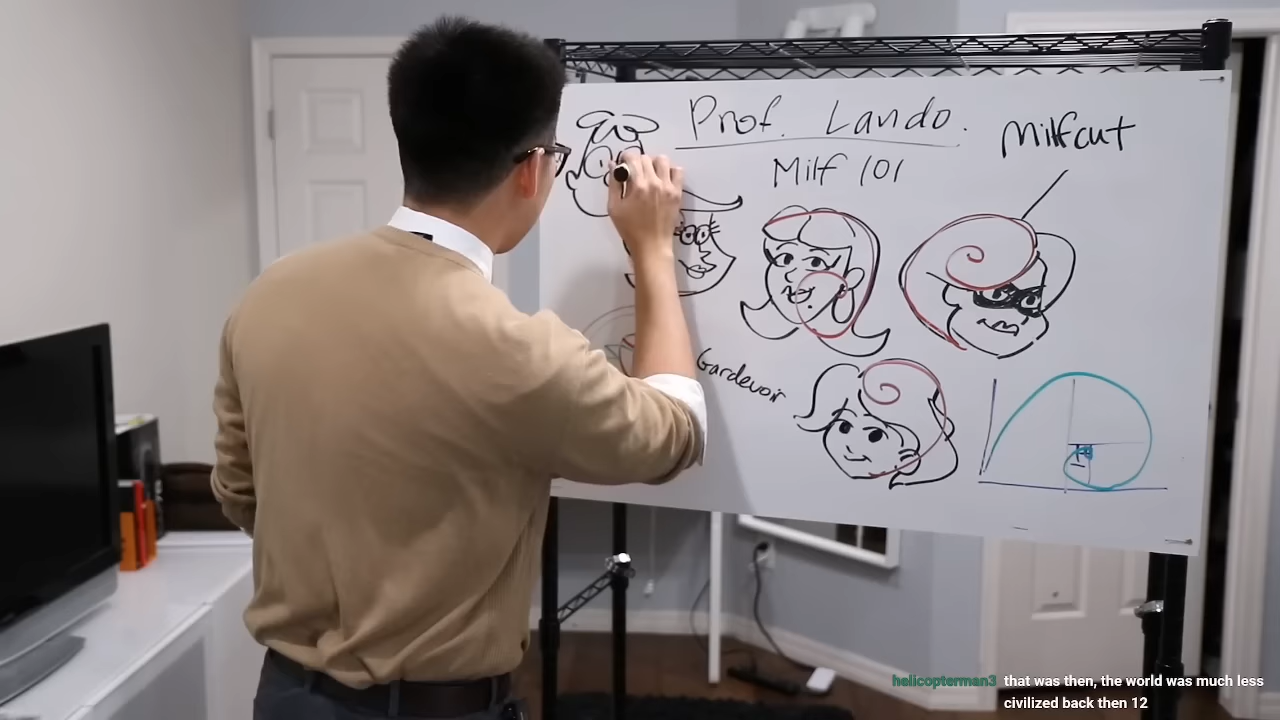 Prof. Lando.
Milfcut
Milf 101
Gardevoir
helicopterman3 that was then, the world was much less
civilized back then 12